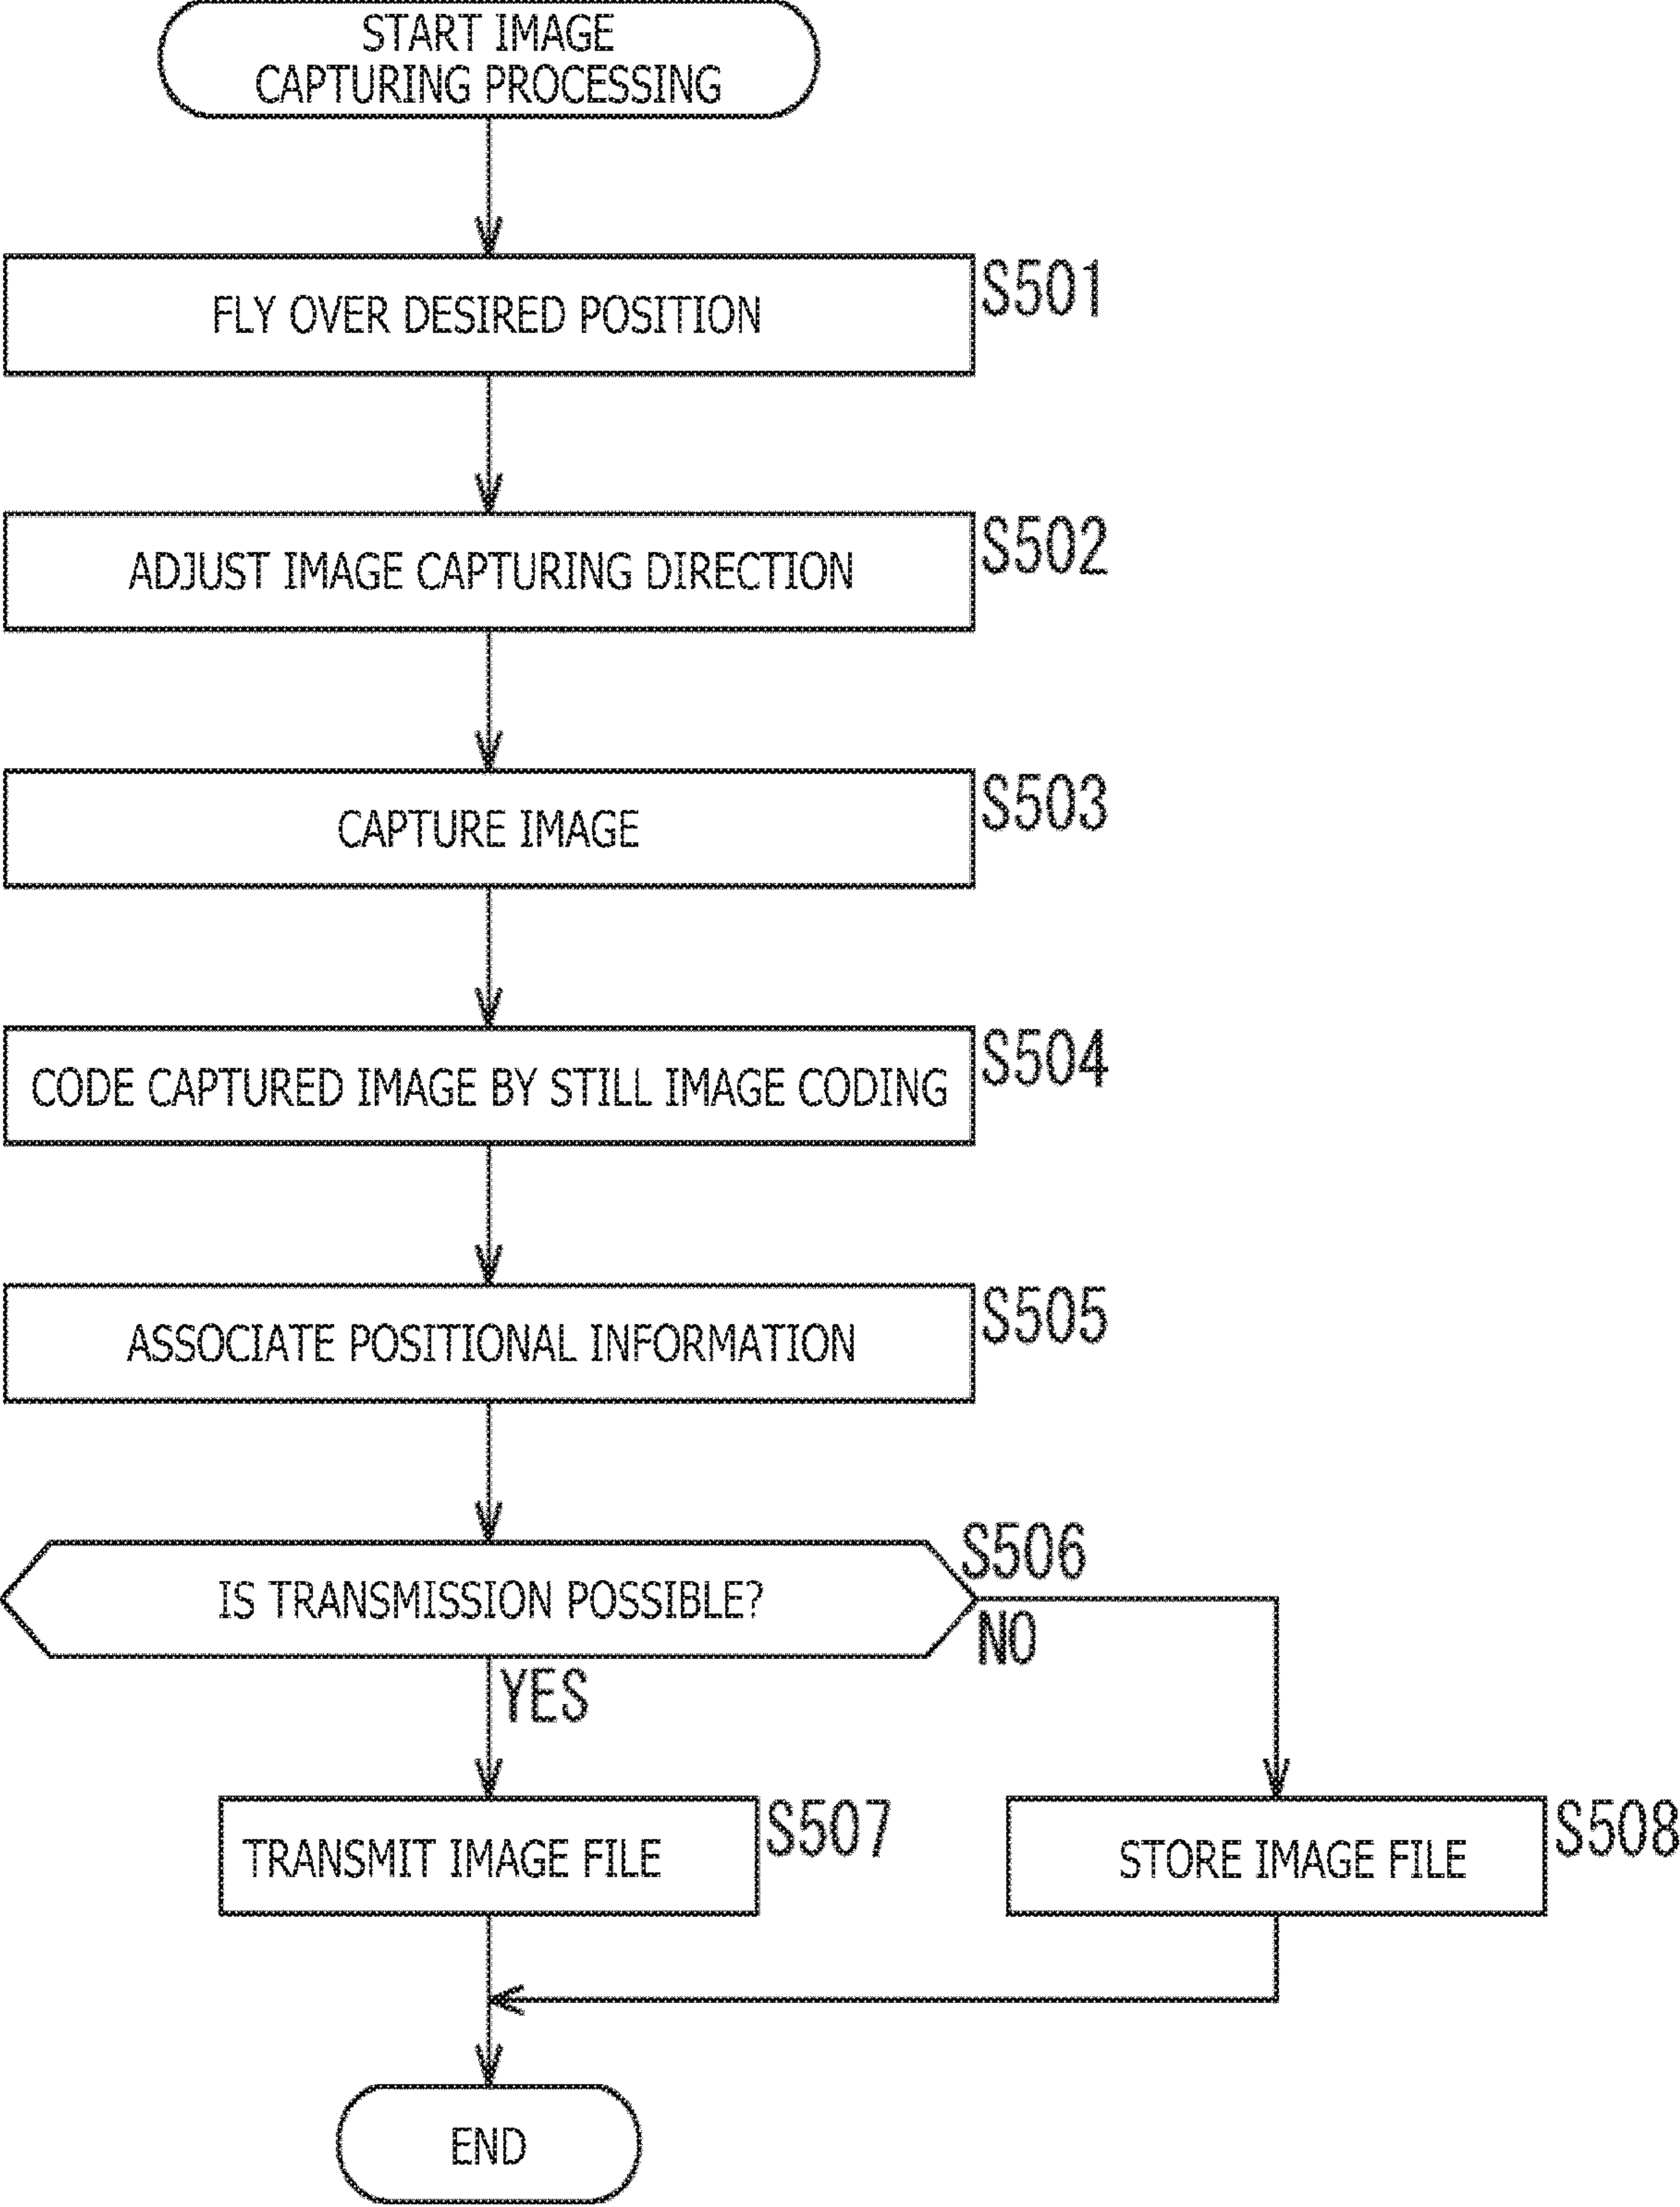 START IMAGE
CAPTURING PROCESSING
FLY OVER DESIRED POSITION
S501
ADJUST IMAGE CAPTURING DIRECTION
S502
CAPTURE IMAGE
S503
CODE CAPTURED IMAGE BY STILL IMAGE CODING
S504
ASSOCIATE POSITIONAL INFORMATION
S505
IS TRANSMISSION POSSIBLE?
S506
NO
YES
TRANSMIT IMAGE FILE
S507
STORE IMAGE FILE
S508
END